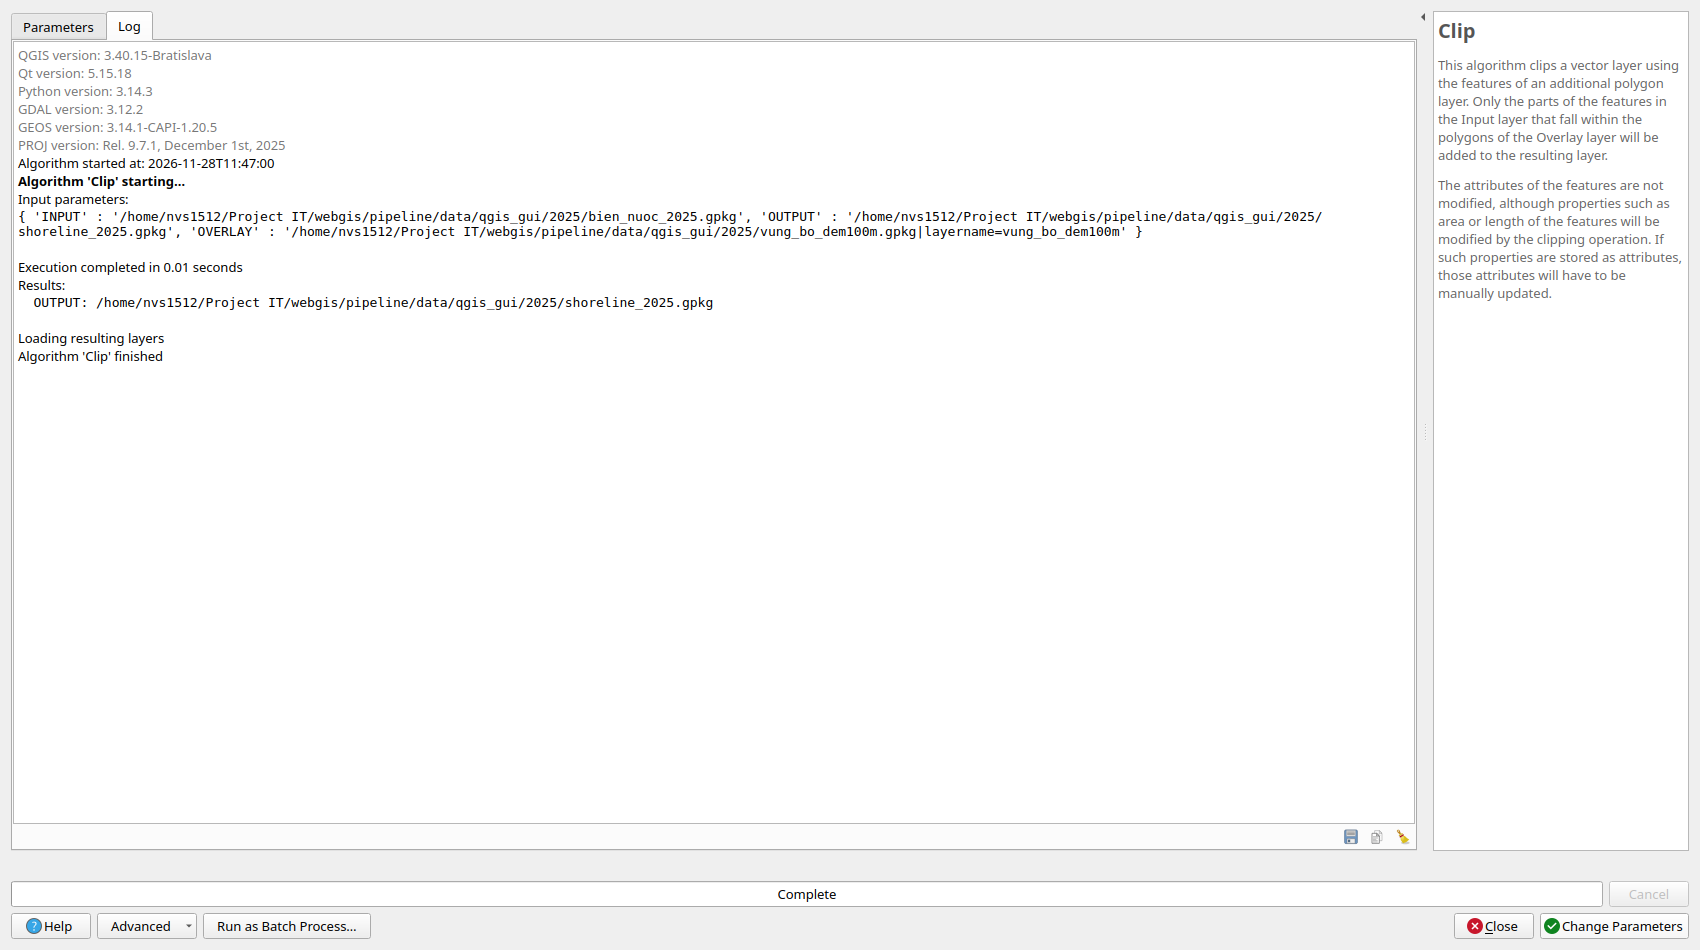 Parameters
Log
QGIS version: 3.40.15-Bratislava
Qt version: 5.15.18
Python version: 3.14.3
GDAL version: 3.12.2
GEOS version: 3.14.1-CAPI-1.20.5
PROJ version: Rel. 9.7.1, December 1st, 2025
Algorithm started at: 2026-11-28T11:47:00
Algorithm 'Clip' starting…
Input parameters:
{ 'INPUT' : '/home/nvs1512/Project IT/webgis/pipeline/data/qgis_gui/2025/bien_nuoc_2025.gpkg', 'OUTPUT' : '/home/nvs1512/Project IT/webgis/pipeline/data/qgis_gui/2025/
shoreline_2025.gpkg', 'OVERLAY' : '/home/nvs1512/Project IT/webgis/pipeline/data/qgis_gui/2025/vung_bo_dem100m.gpkg|layername=vung_bo_dem100m' }
Execution completed in 0.01 seconds
Results:
OUTPUT: /home/nvs1512/Project IT/webgis/pipeline/data/qgis_gui/2025/shoreline_2025.gpkg
Loading resulting layers
Algorithm 'Clip' finished
Clip
This algorithm clips a vector layer using
the features of an additional polygon
layer. Only the parts of the features in
the Input layer that fall within the
polygons of the Overlay layer will be
added to the resulting layer.
The attributes of the features are not
modified, although properties such as
area or length of the features will be
modified by the clipping operation. If
such properties are stored as attributes,
those attributes will have to be
manually updated.
Complete
Cancel
Help
Advanced
Run as Batch Process…
Close
Change Parameters